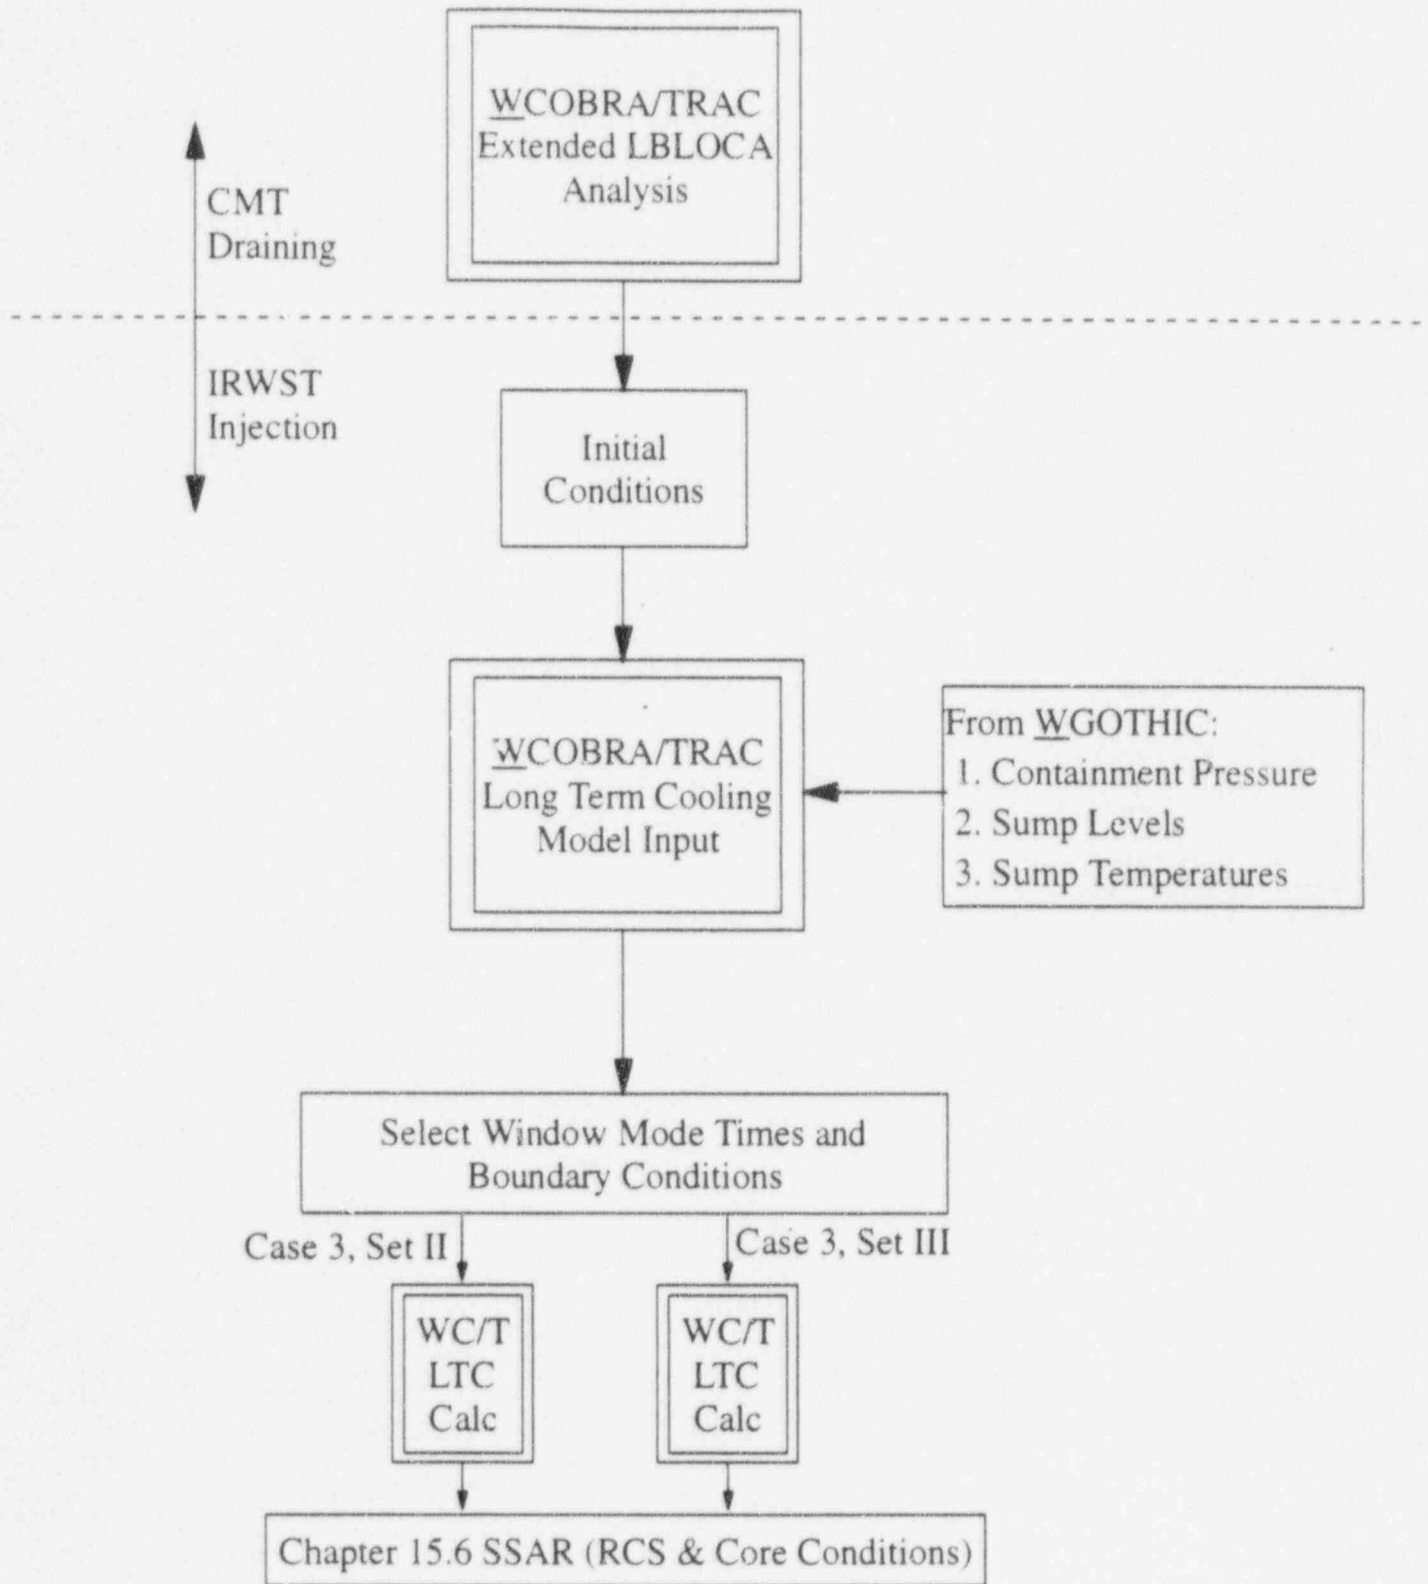 WCOBRA/TRAC
Extended LBLOCA
Analysis
CMT
Draining
IRWST
Injection
Initial
Conditions
WCOBRA/TRAC
Long Term Cooling
Model Input
From WGOTHIC:
1. Containment Pressure
2. Sump Levels
3. Sump Temperatures
Select Window Mode Times and
Boundary Conditions
Case 3, Set II
Case 3, Set III
WC/T
LTC
Calc
WC/T
LTC
Calc
Chapter 15.6 SSAR (RCS & Core Conditions)